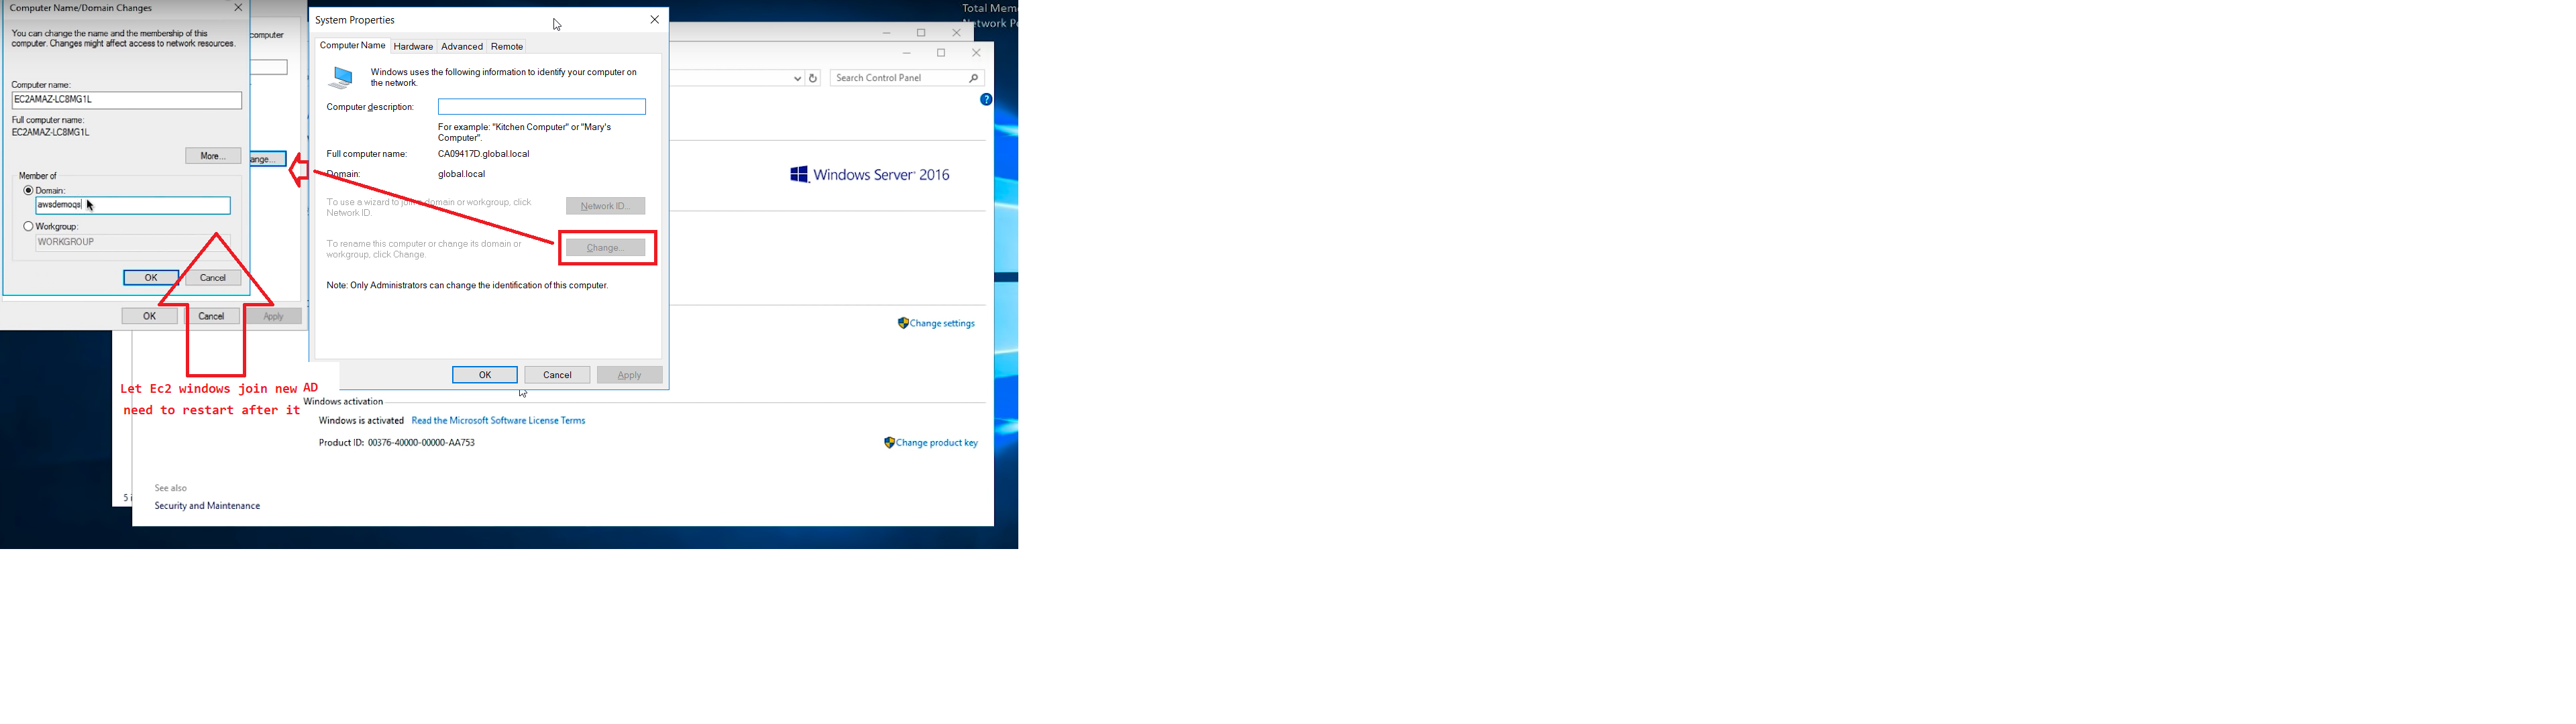 Computer Name/Domain Changes
You can change the name and the membership of this
computer. Changes might affect access to network resources.
Computer name:
EC2AMAZ-LC8MG1L
Full computer name:
EC2AMAZ-LC8MG1L
More...
Member of
Domain:
awsdemoqs
Workgroup:
WORKGROUP
OK
Cancel
computer
ange...
OK
Cancel
Apply
Let Ec2 windows join new AD
need to restart after it
System Properties
Computer Name
Hardware
Advanced
Remote
Windows uses the following information to identify your computer on
the network.
Computer description:
For example: "Kitchen Computer" or "Mary's
Computer".
Full computer name:
CA09417D.global.local
Domain:
global.local
To use a wizard to join a domain or workgroup, click
Network ID.
Network ID...
To rename this computer or change its domain or
workgroup, click Change.
Change...
Note: Only Administrators can change the identification of this computer.
OK
Cancel
Apply
Total Mem
Network P
Search Control Panel
?
Windows Server 2016
Change settings
Windows activation
Windows is activated
Read the Microsoft Software License Terms
Product ID: 00376-40000-00000-AA753
Change product key
See also
Security and Maintenance
5 i